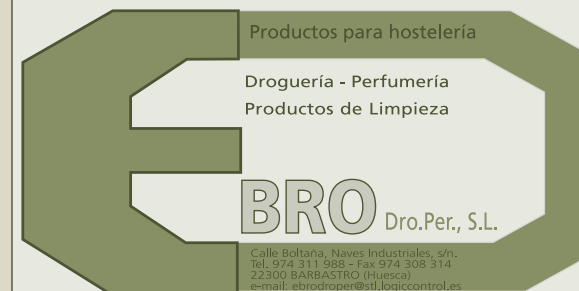 Productos para hostelería
Droguería - Perfumería
Productos de Limpieza
EBRO Dro.Per., S.L.
Calle Boltaña, Naves Industriales, s/n.
Tel. 974 311 988 - Fax 974 308 314
22300 BARBASTRO (Huesca)
e-mail: ebrodroper@stl.logiccontrol.es